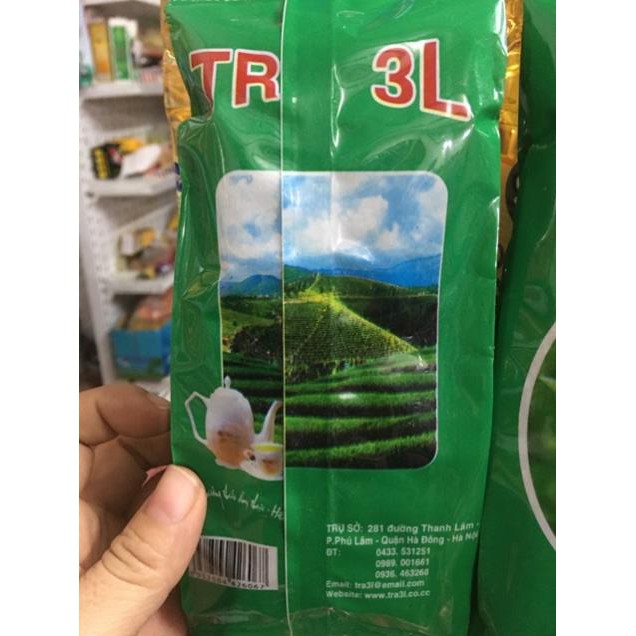 TRÀ 3L
TRỤ SỞ: 281 đường Thanh Lãm -
P.Phú Lãm - Quận Hà Đông - Hà Nội
ĐT: 0433. 531251
0989. 001661
0936. 463268
Email: tra3l@email.com
Website: www.tra3l.co.cc